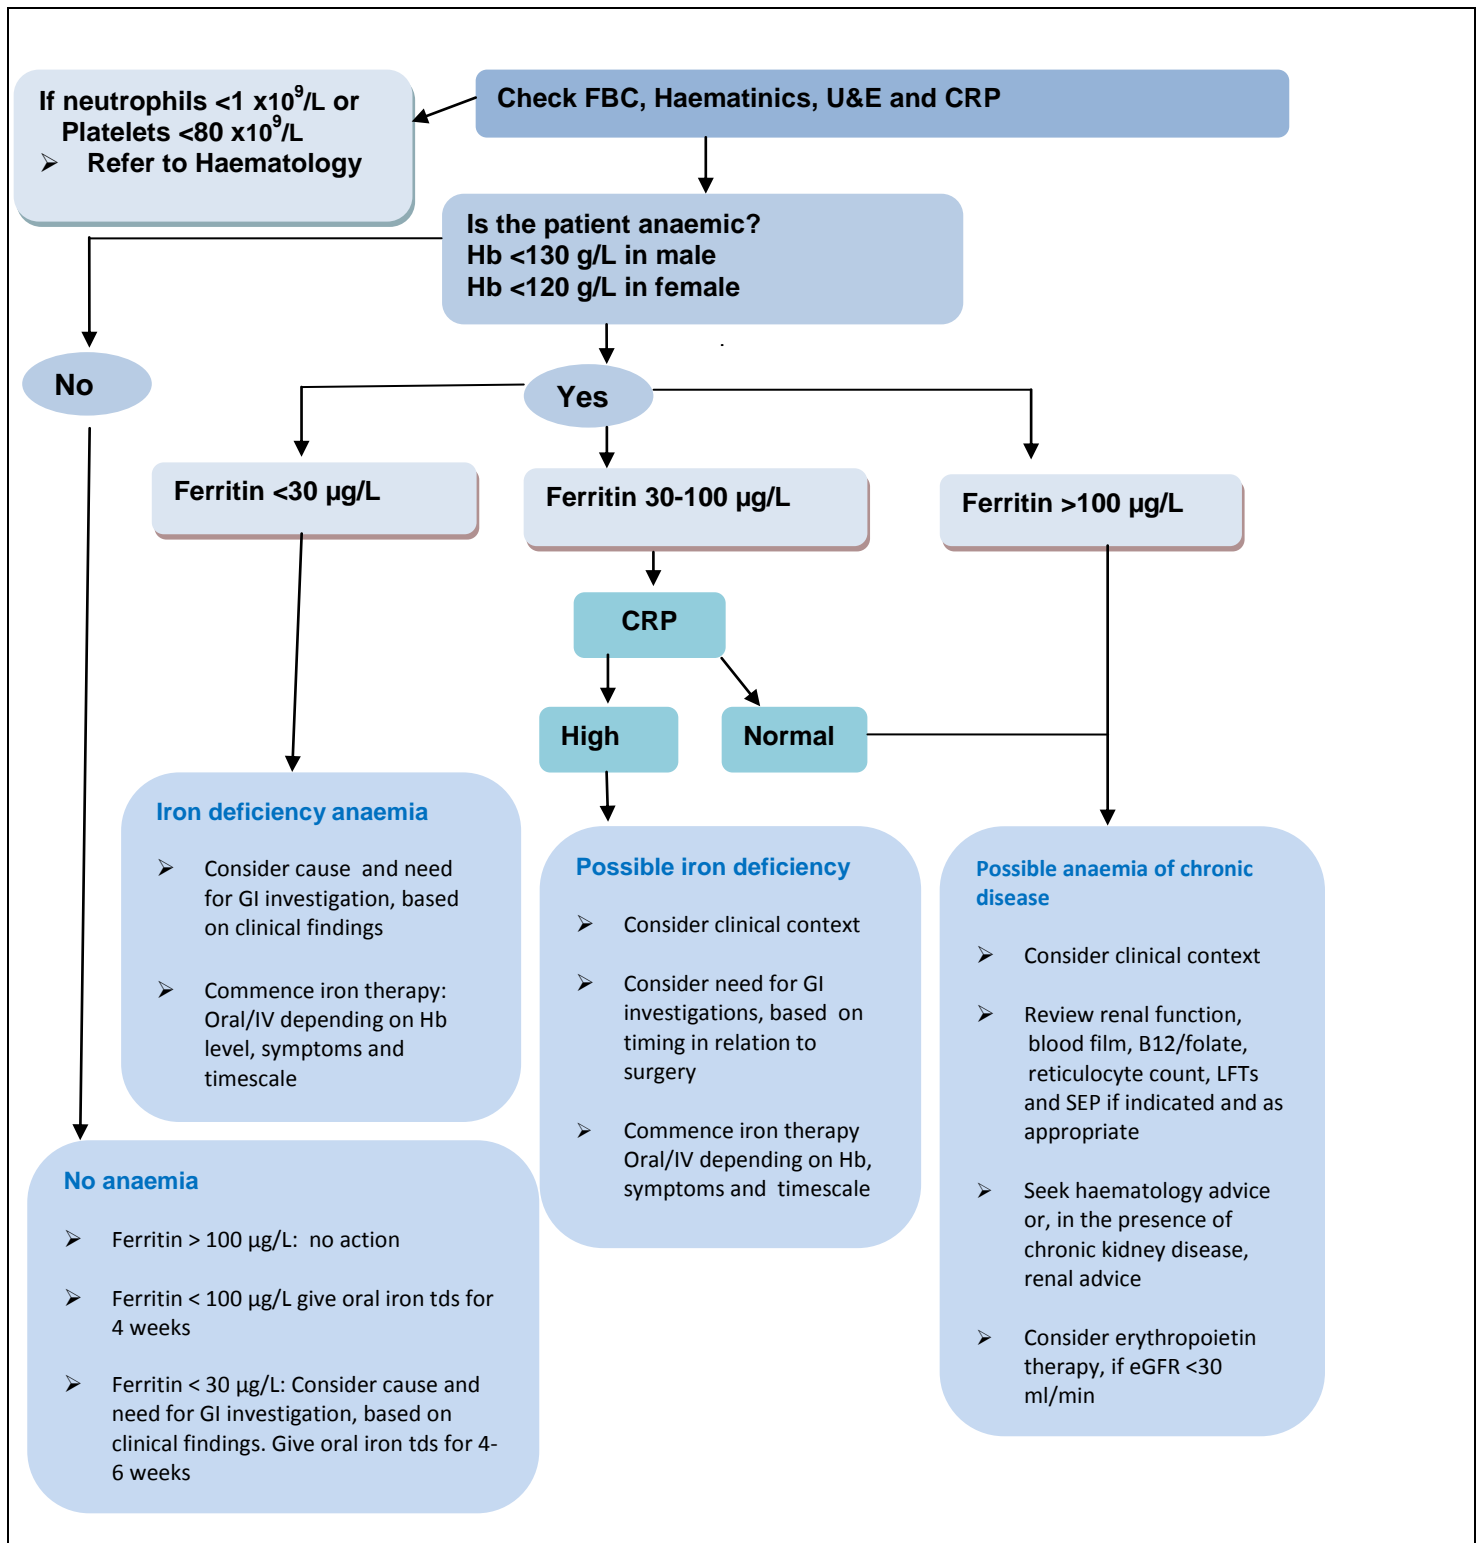 If neutrophils <1 x10⁹/L or
Platelets <80 x10⁹/L
➢ Refer to Haematology
Check FBC, Haematinics, U&E and CRP
Is the patient anaemic?
Hb <130 g/L in male
Hb <120 g/L in female
No
Yes
Ferritin <30 µg/L
Ferritin 30-100 µg/L
Ferritin >100 µg/L
CRP
High
Normal
Iron deficiency anaemia
➢ Consider cause and need
for GI investigation, based
on clinical findings
➢ Commence iron therapy:
Oral/IV depending on Hb
level, symptoms and
timescale
Possible iron deficiency
➢ Consider clinical context
➢ Consider need for GI
investigations, based on
timing in relation to
surgery
➢ Commence iron therapy
Oral/IV depending on Hb,
symptoms and timescale
Possible anaemia of chronic
disease
➢ Consider clinical context
➢ Review renal function,
blood film, B12/folate,
reticulocyte count, LFTs
and SEP if indicated and as
appropriate
➢ Seek haematology advice
or, in the presence of
chronic kidney disease,
renal advice
➢ Consider erythropoietin
therapy, if eGFR <30
ml/min
No anaemia
➢ Ferritin > 100 µg/L: no action
➢ Ferritin < 100 µg/L give oral iron tds for
4 weeks
➢ Ferritin < 30 µg/L: Consider cause and
need for GI investigation, based on
clinical findings. Give oral iron tds for 4-
6 weeks